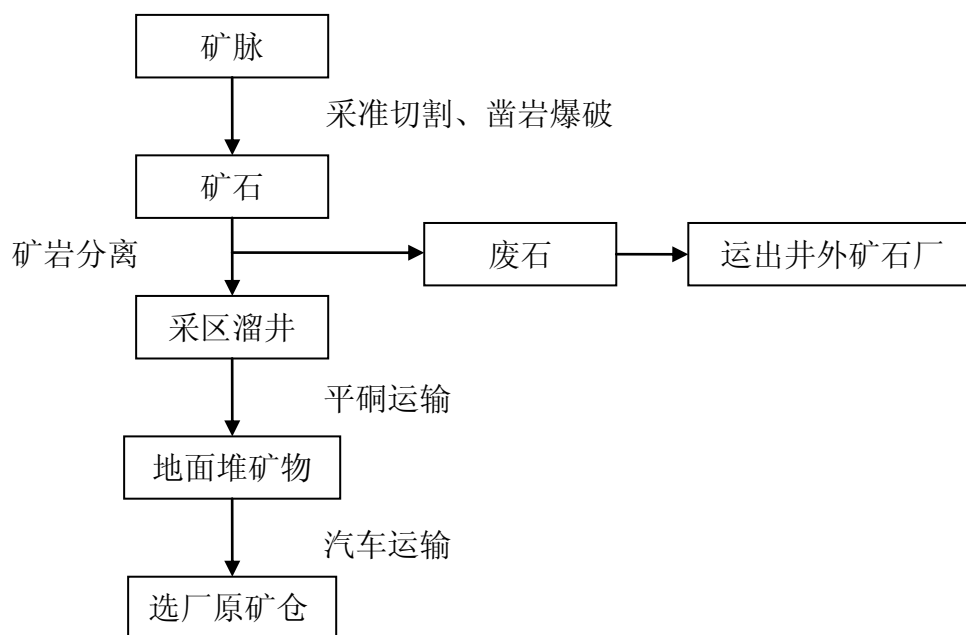 矿脉
采准切割、凿岩爆破
矿石
矿岩分离
废石
运出井外矿石厂
采区溜井
平硐运输
地面堆矿物
汽车运输
选厂原矿仓